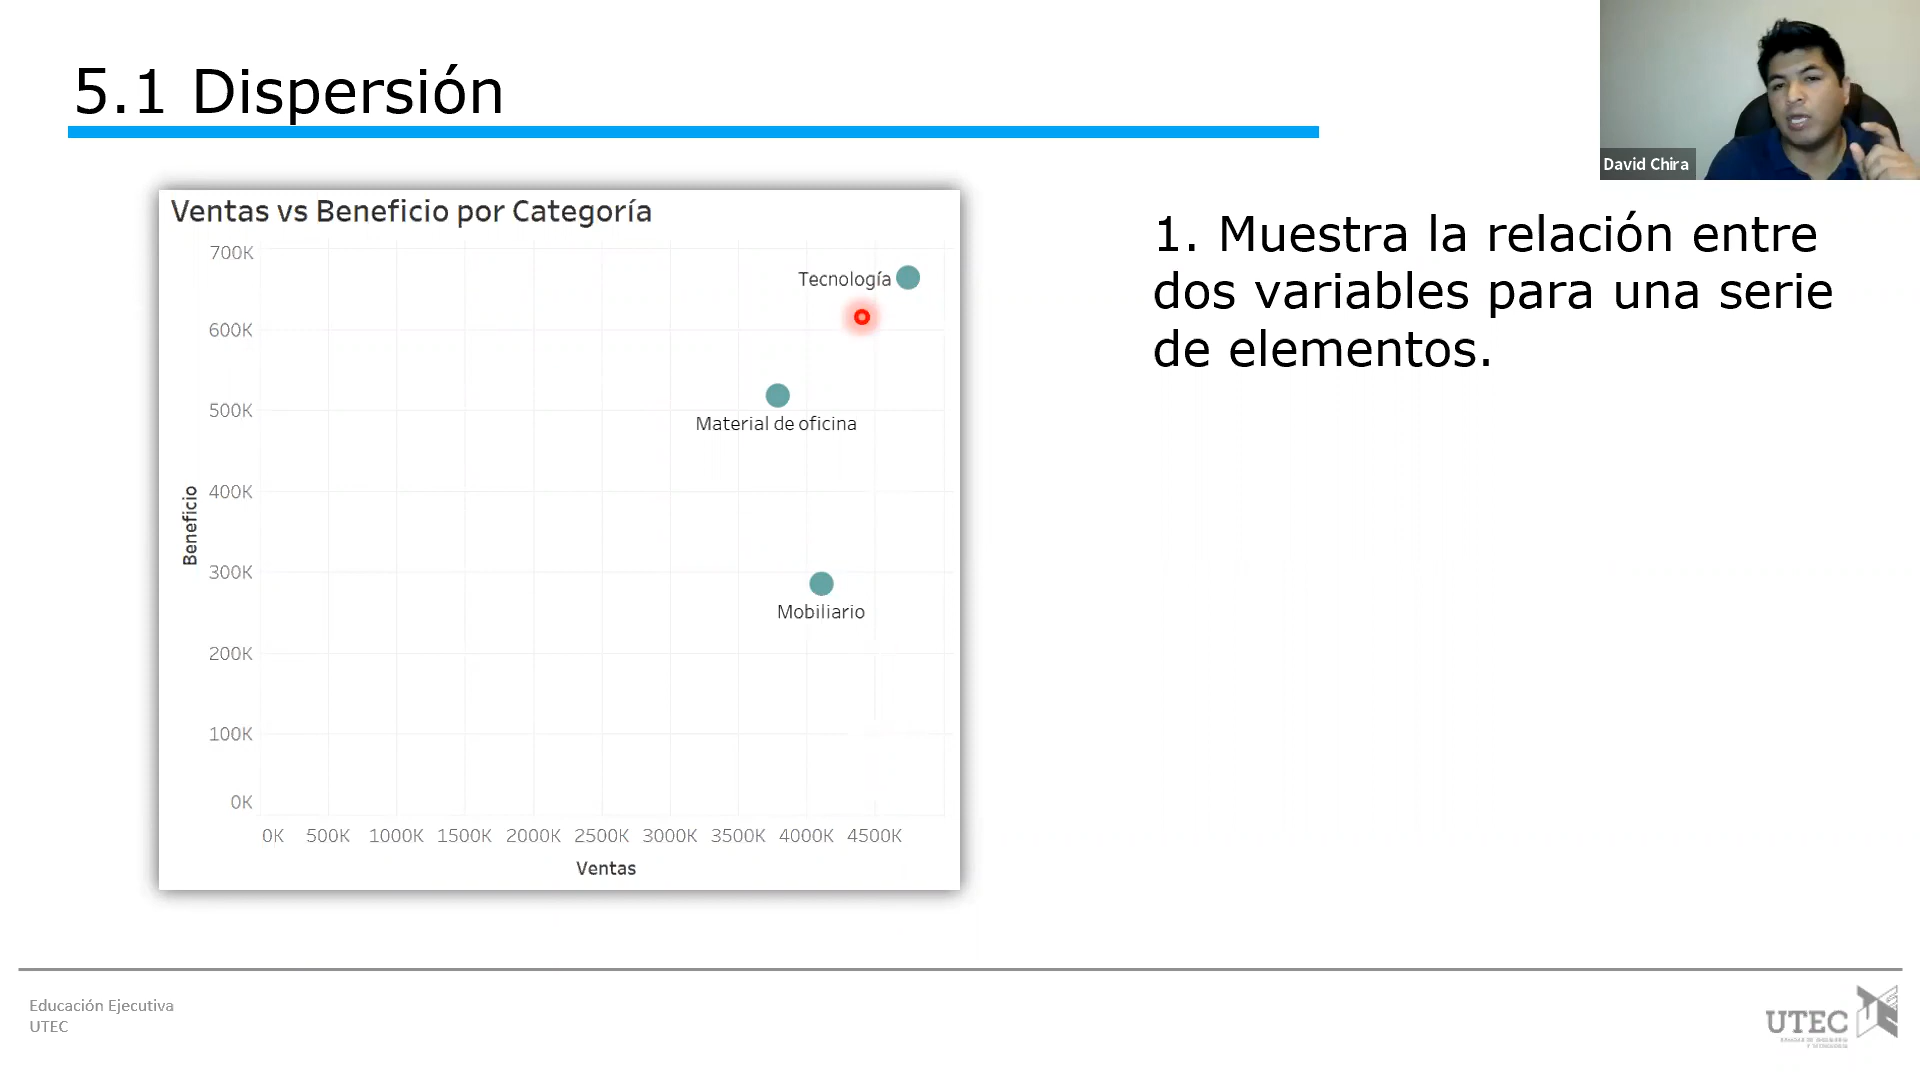 5.1 Dispersión
David Chira
Ventas vs Beneficio por Categoría
700K
600K
500K
400K
300K
200K
100K
0K
Beneficio
Tecnología
Material de oficina
Mobiliario
0K 500K 1000K 1500K 2000K 2500K 3000K 3500K 4000K 4500K
Ventas
1. Muestra la relación entre
dos variables para una serie
de elementos.
Educación Ejecutiva
UTEC
UTEC